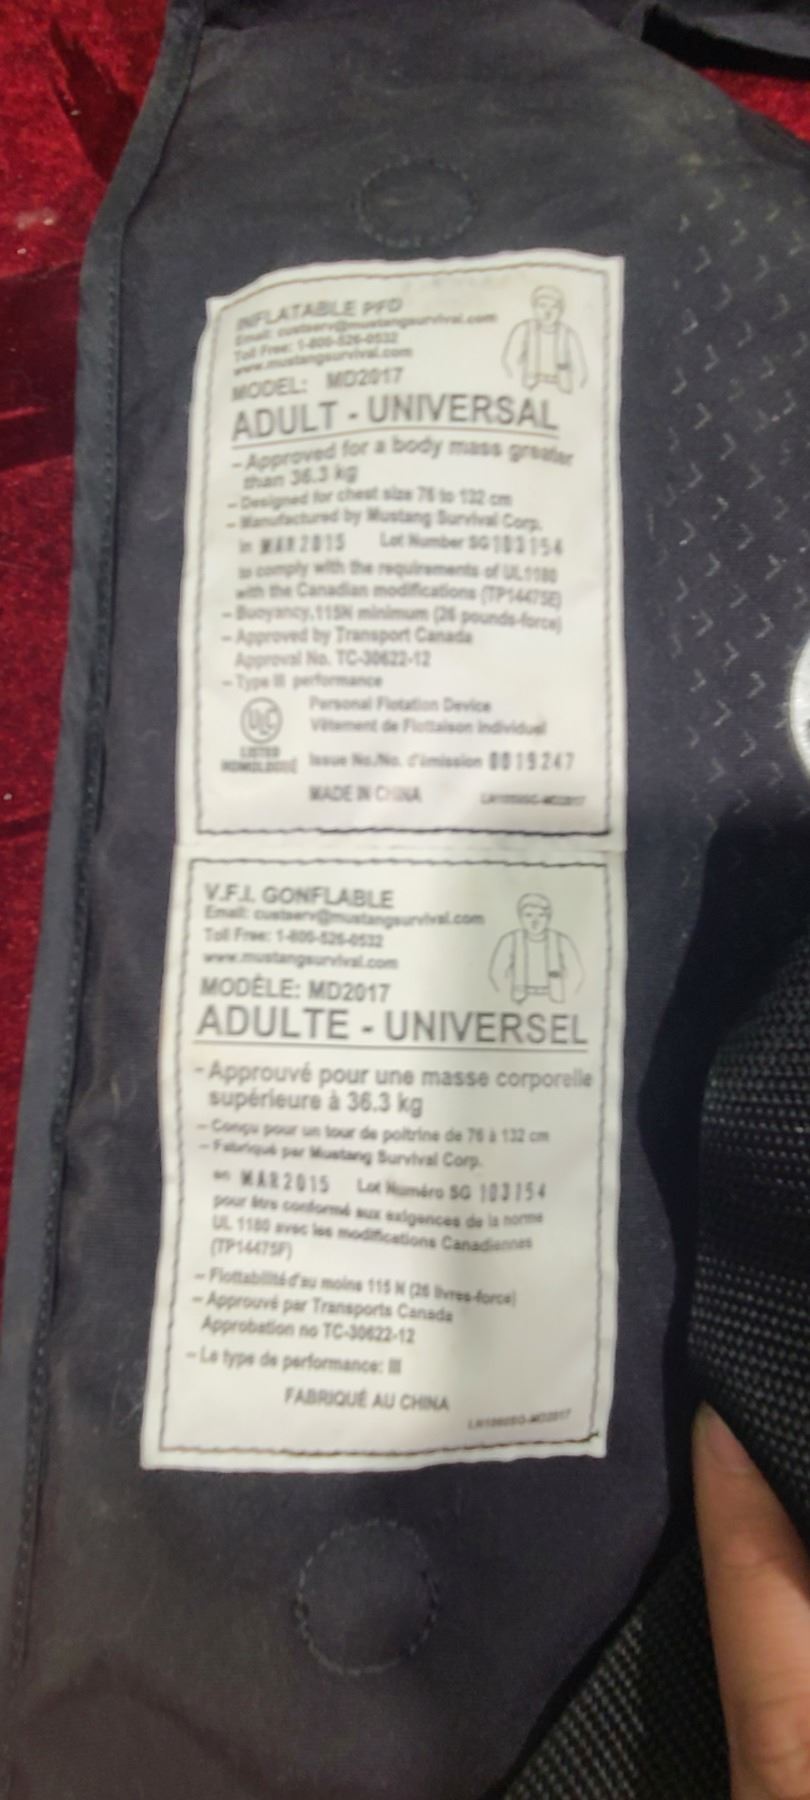 INFLATABLE PFD
Email: custserv@mustangsurvival.com
Toll Free: 1-800-526-0532
www.mustangsurvival.com
MODEL: MD2017
ADULT - UNIVERSAL
- Approved for a body mass greater
than 36.3 kg
- Designed for chest size 76 to 132 cm
- Manufactured by Mustang Survival Corp.
in MAR 2015 Lot Number SG 103154
to comply with the requirements of UL1180
with the Canadian modifications (TP14475E)
- Buoyancy, 115N minimum (26 pounds-force)
- Approved by Transport Canada
Approval No. TC-30622-12
- Type III performance
Personal Flotation Device
Vêtement de Flottaison Individuel
ULC
LISTED
HOMOLOGUÉ
Issue No./No. d'émission 0019247
MADE IN CHINA
V.F.I. GONFLABLE
Email: custserv@mustangsurvival.com
Toll Free: 1-800-526-0532
www.mustangsurvival.com
MODÈLE: MD2017
ADULTE - UNIVERSEL
- Approuvé pour une masse corporelle
supérieure à 36.3 kg
- Conçu pour un tour de poitrine de 76 à 132 cm
- Fabriqué par Mustang Survival Corp.
en MAR 2015 Lot Numéro SG 103154
pour être conformé aux exigences de la norme
UL 1180 avec les modifications Canadiennes
(TP14475F)
- Flottabilité d'au moins 115 N (26 livres-force)
- Approuvé par Transports Canada
Approbation no TC-30622-12
- Le type de performance: III
FABRIQUÉ AU CHINA